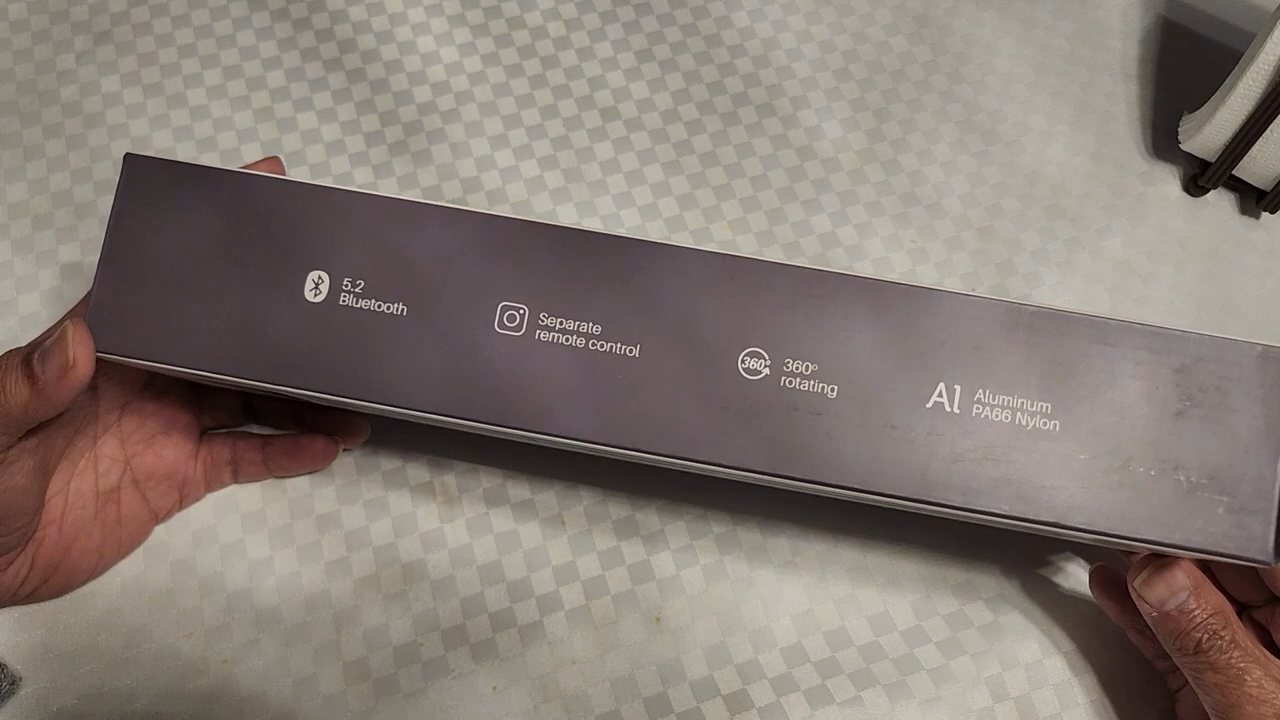 5.2
Bluetooth
Separate
remote control
360°
360°
rotating
Al
Aluminum
PA66 Nylon